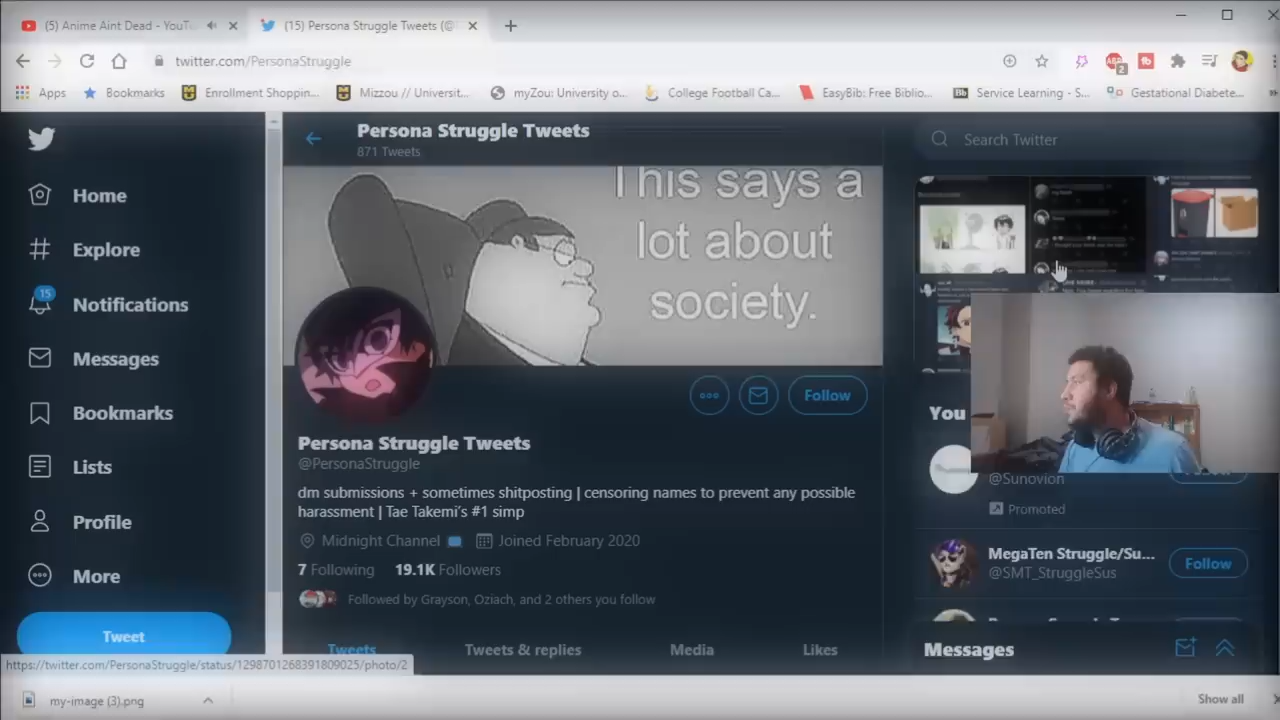 (5) Anime Aint Dead - YouTu
(15) Persona Struggle Tweets (@
twitter.com/PersonaStruggle
2
Apps
Bookmarks
Enrollment Shoppin...
Mizzou // Universit...
myZou: University o...
College Football Ca...
EasyBib: Free Biblio...
Bb
Service Learning - S...
Gestational Diabete...
Persona Struggle Tweets
871 Tweets
Search Twitter
Home
Explore
15
Notifications
Messages
Bookmarks
Lists
Profile
More
Tweet
This says a
lot about
society.
Follow
Persona Struggle Tweets
@PersonaStruggle
dm submissions + sometimes shitposting | censoring names to prevent any possible
harassment | Tae Takemi's #1 simp
Midnight Channel
Joined February 2020
7 Following
19.1K Followers
Followed by Grayson, Oziach, and 2 others you follow
Tweets
Tweets & replies
Media
Likes
You
@Sunovion
Promoted
MegaTen Struggle/Su...
@SMT_StruggleSus
Follow
Messages
https://twitter.com/PersonaStruggle/status/1298701268391809025/photo/2
my-image (3).png
Show all